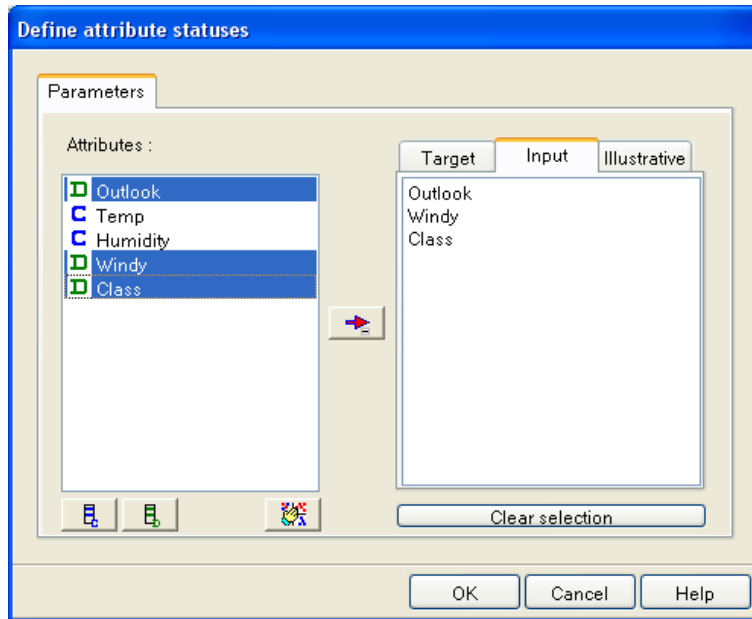 Define attribute statuses
Parameters
Attributes :
D Outlook
C Temp
C Humidity
D Windy
D Class
Target Input Illustrative
Outlook
Windy
Class
C D
Clear selection
OK Cancel Help